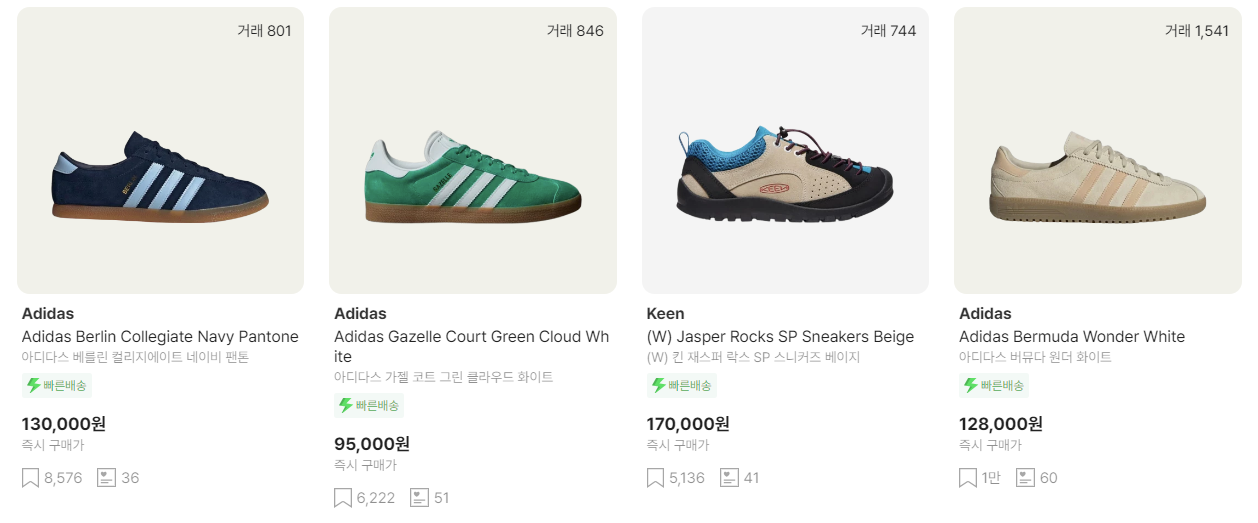 거래 801
Adidas
Adidas Berlin Collegiate Navy Pantone
아디다스 베를린 컬리지에이트 네이비 팬톤
빠른배송
130,000원
즉시 구매가
8,576 36
거래 846
GAZELLE
Adidas
Adidas Gazelle Court Green Cloud Wh
ite
아디다스 가젤 코트 그린 클라우드 화이트
빠른배송
95,000원
즉시 구매가
6,222 51
거래 744
KEEN
Keen
(W) Jasper Rocks SP Sneakers Beige
(W) 킨 재스퍼 락스 SP 스니커즈 베이지
빠른배송
170,000원
즉시 구매가
5,136 41
거래 1,541
Adidas
Adidas Bermuda Wonder White
아디다스 버뮤다 원더 화이트
빠른배송
128,000원
즉시 구매가
1만 60